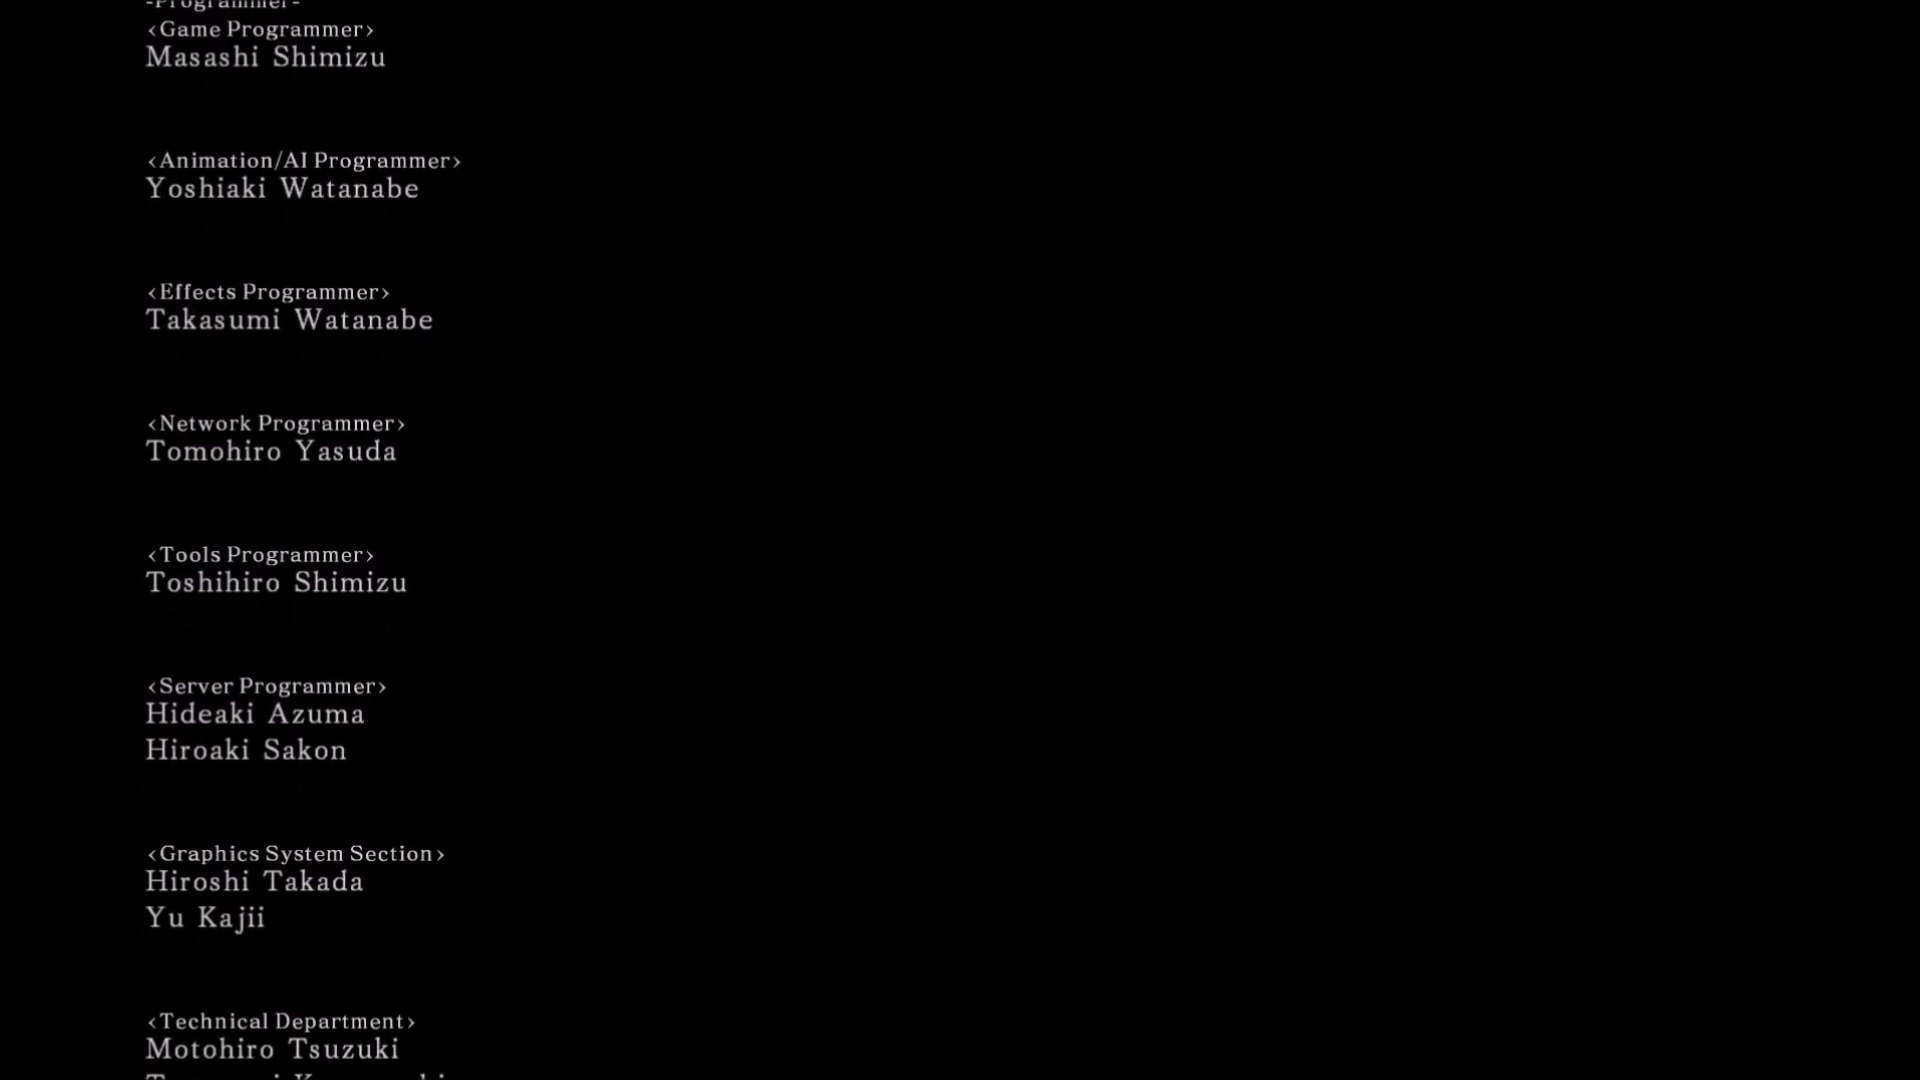 -Programmer-
<Game Programmer>
Masashi Shimizu
<Animation/AI Programmer>
Yoshiaki Watanabe
<Effects Programmer>
Takasumi Watanabe
<Network Programmer>
Tomohiro Yasuda
<Tools Programmer>
Toshihiro Shimizu
<Server Programmer>
Hideaki Azuma
Hiroaki Sakon
<Graphics System Section>
Hiroshi Takada
Yu Kajii
<Technical Department>
Motohiro Tsuzuki